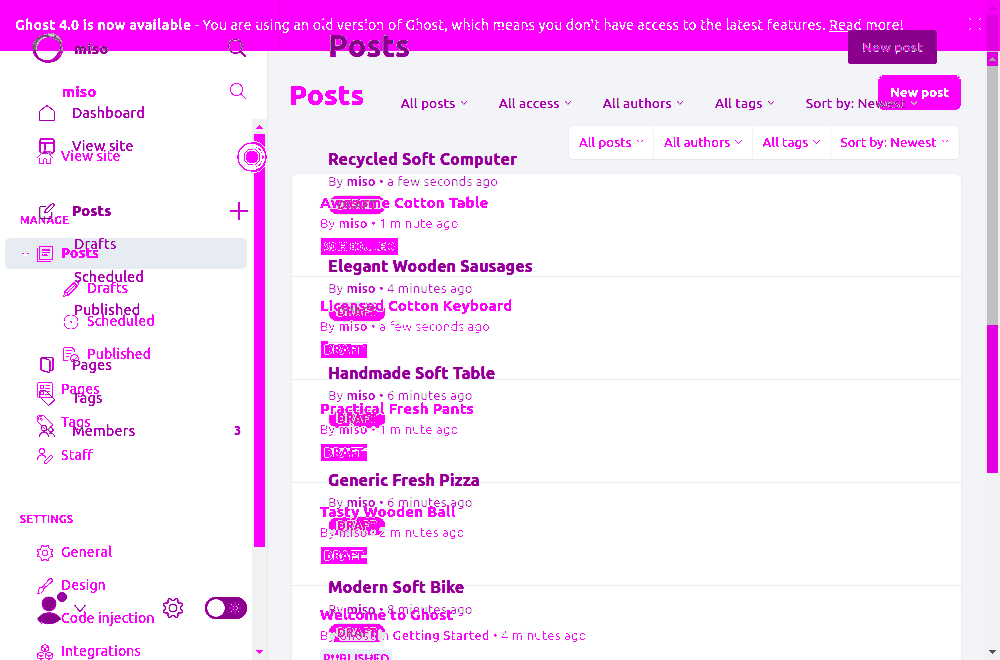 Ghost 4.0 is now available - You are using an old version of Ghost, which means you don't have access to the latest features. Read more!
miso
Posts
New post
miso
Posts
New post
Dashboard
All posts
All access
All authors
All tags
Sort by: Newest
View site
View site
All posts
All authors
All tags
Sort by: Newest
Recycled Soft Computer
By miso • a few seconds ago
Awesome Cotton Table
Posts
MANAGE
By miso • 1 minute ago
Drafts
SCHEDULED
Posts
Elegant Wooden Sausages
Scheduled
Drafts
By miso • 4 minutes ago
Published
Licensed Cotton Keyboard
DRAFT
Scheduled
By miso • a few seconds ago
Published
DRAFT
Pages
Handmade Soft Table
Pages
By miso • 6 minutes ago
Tags
Practical Fresh Pants
DRAFT
Tags
Members
3
By miso • 1 minute ago
Staff
DRAFT
Generic Fresh Pizza
By miso • 6 minutes ago
Tasty Wooden Ball
SETTINGS
DRAFT
By miso • 2 minutes ago
General
DRAFT
Design
Modern Soft Bike
By miso • 8 minutes ago
Code injection
Welcome to Ghost
DRAFT
By Ghost in Getting Started • 4 minutes ago
Integrations
PUBLISHED